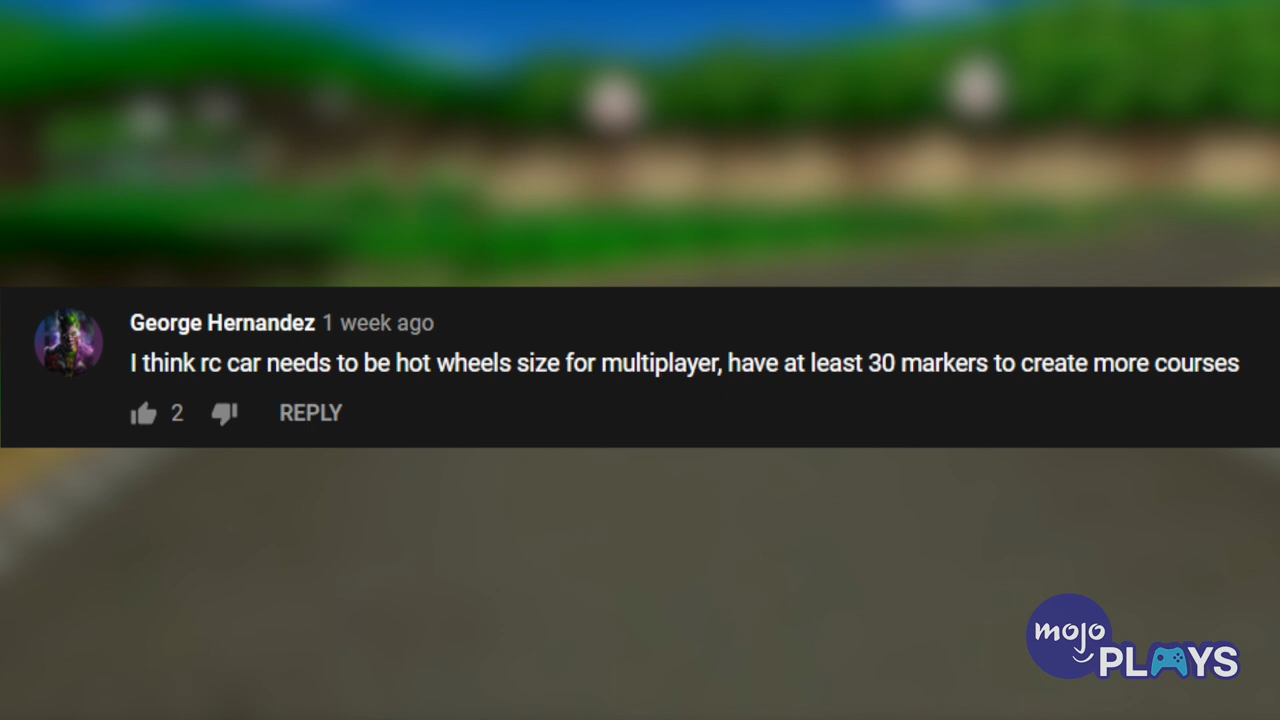 George Hernandez 1 week ago
I think rc car needs to be hot wheels size for multiplayer, have at least 30 markers to create more courses
2 REPLY
mojo
PLAYS